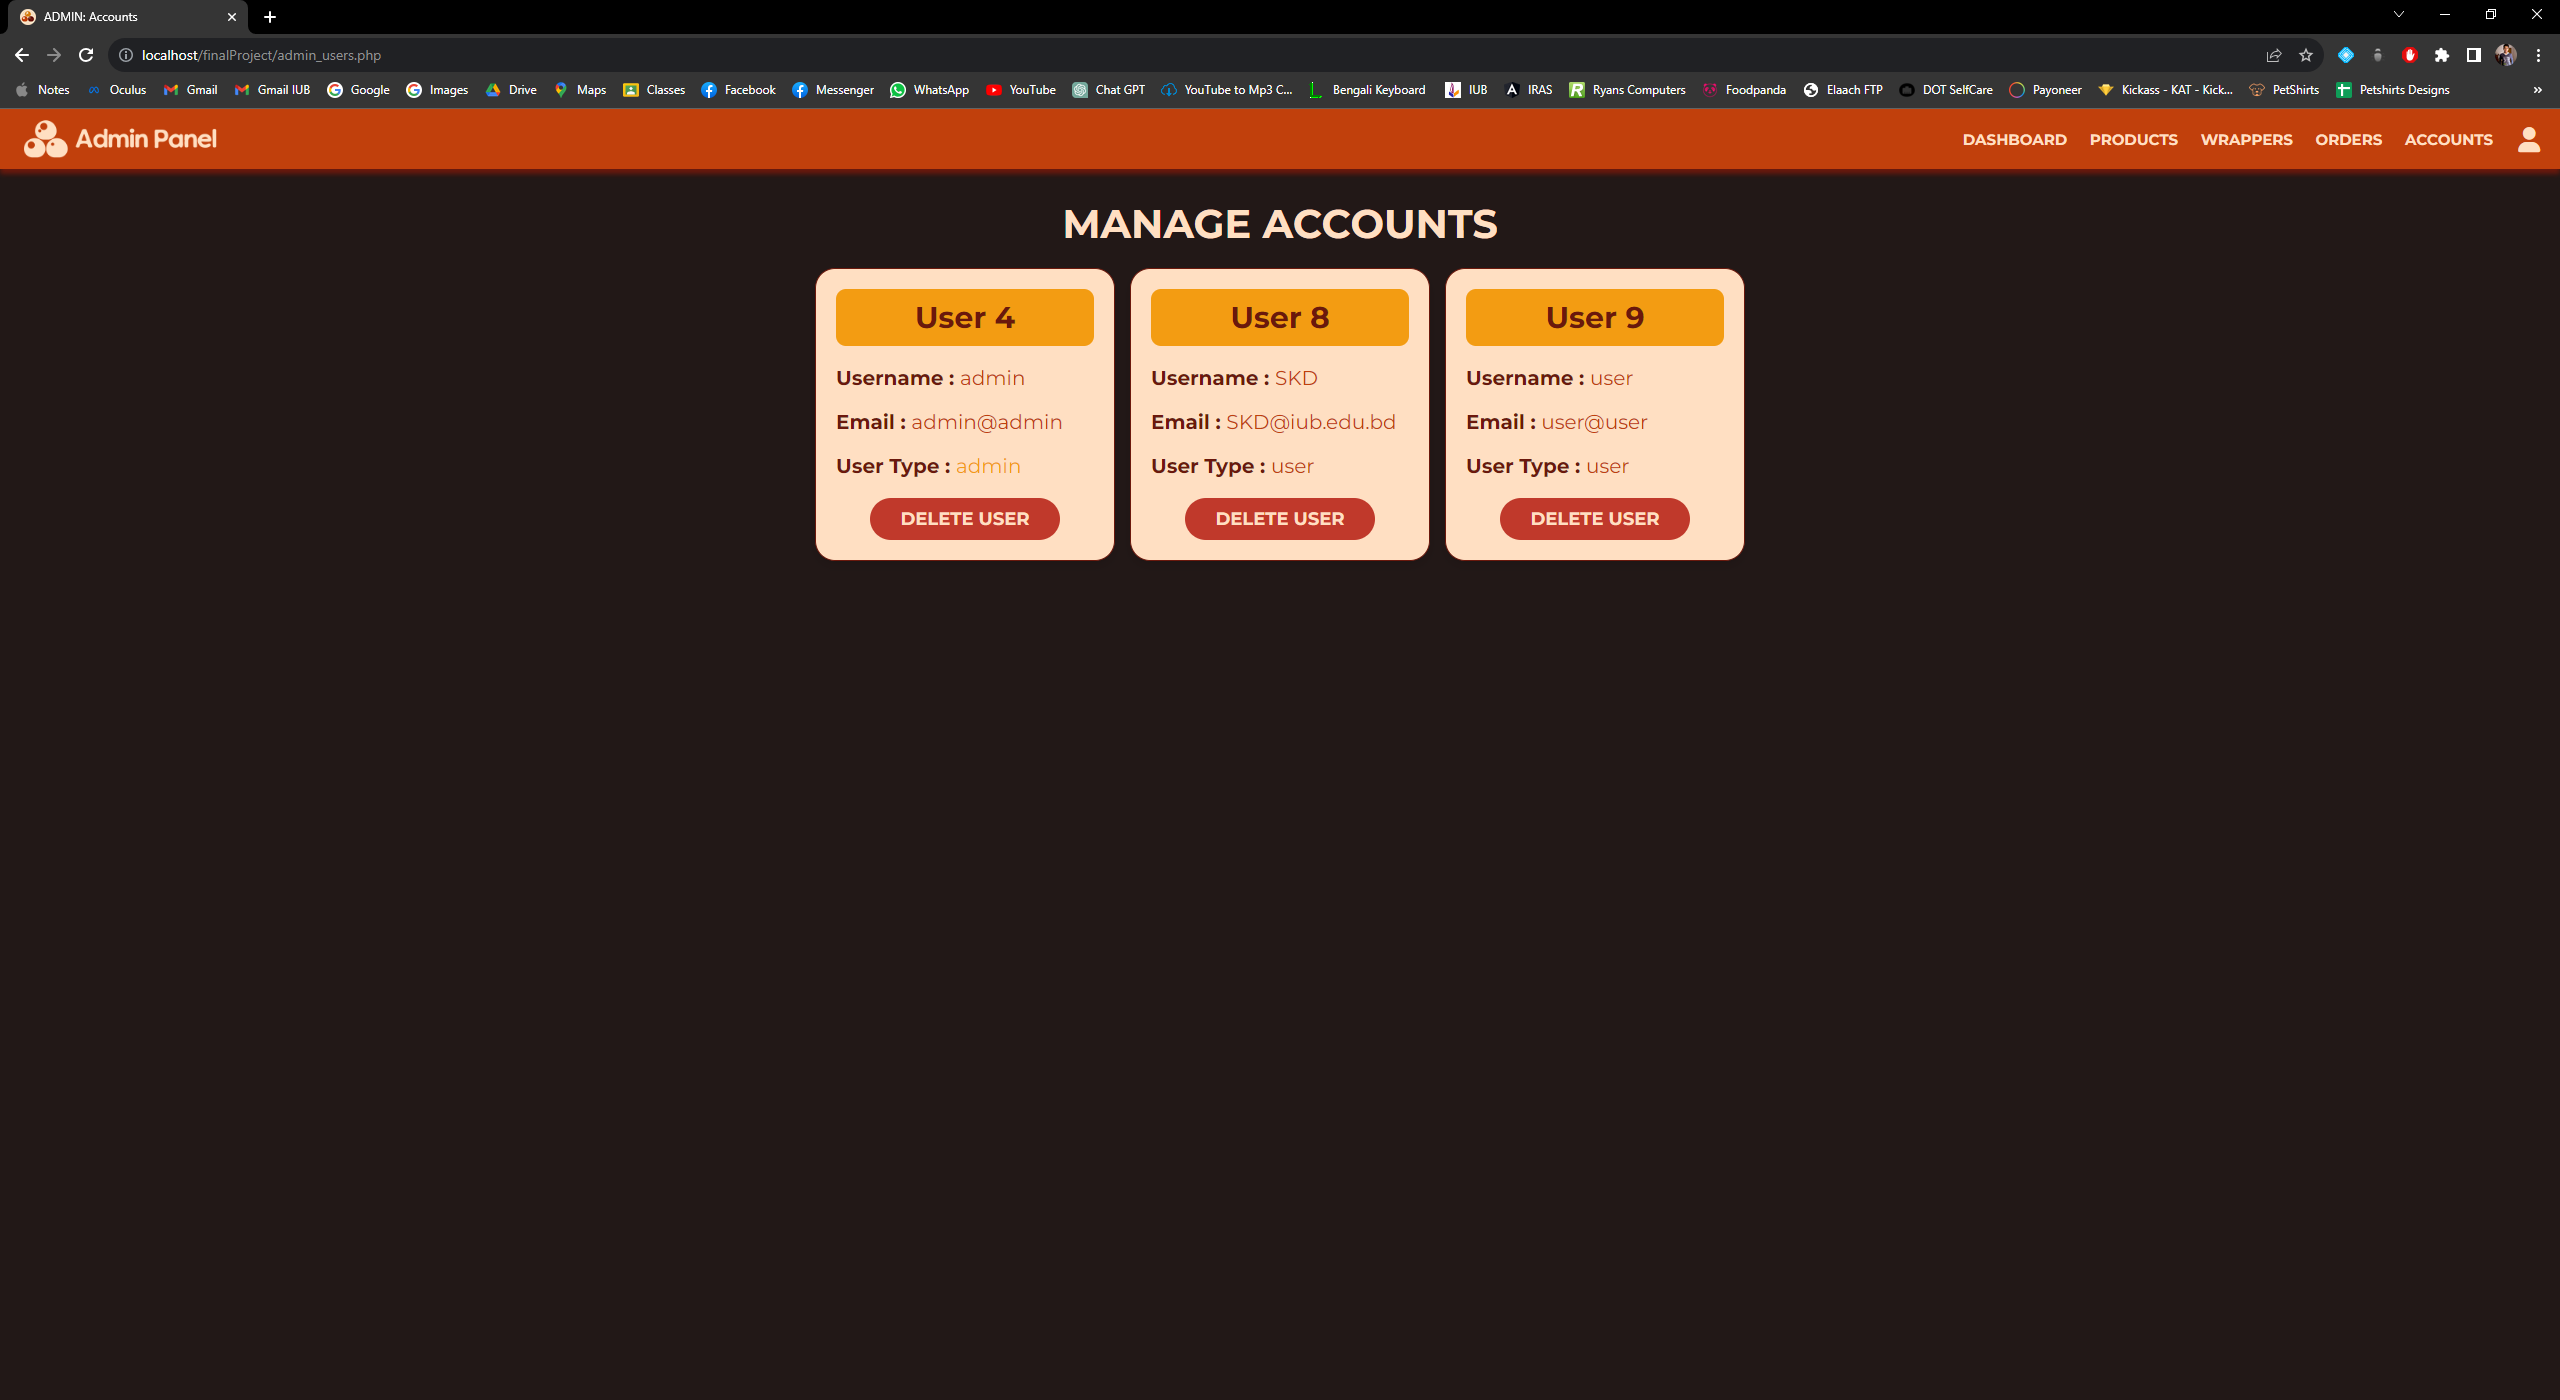 ADMIN: Accounts
localhost/finalProject/admin_users.php
Notes Oculus Gmail Gmail IUB Google Images Drive Maps Classes Facebook Messenger WhatsApp YouTube Chat GPT YouTube to Mp3 C... Bengali Keyboard IUB IRAS Ryans Computers Foodpanda Elaach FTP DOT SelfCare Payoneer Kickass - KAT - Kick... PetShirts Petshirts Designs »
Admin Panel DASHBOARD PRODUCTS WRAPPERS ORDERS ACCOUNTS
MANAGE ACCOUNTS
User 4
Username : admin
Email : admin@admin
User Type : admin
DELETE USER
User 8
Username : SKD
Email : SKD@iub.edu.bd
User Type : user
DELETE USER
User 9
Username : user
Email : user@user
User Type : user
DELETE USER